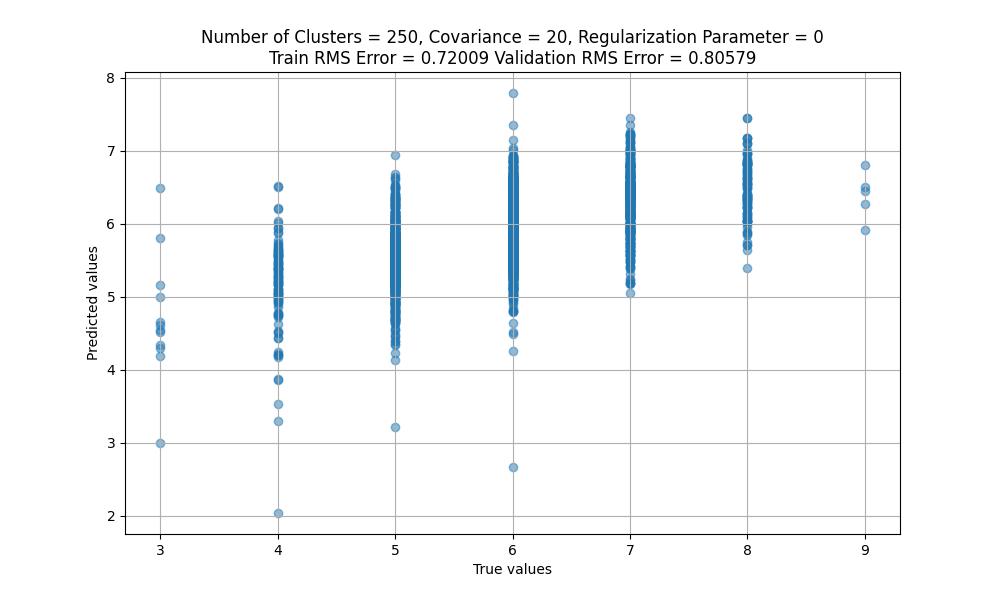 Number of Clusters = 250, Covariance = 20, Regularization Parameter = 0
Train RMS Error = 0.72009 Validation RMS Error = 0.80579
8
7
6
5
4
3
2
Predicted values
3 4 5 6 7 8 9
True values